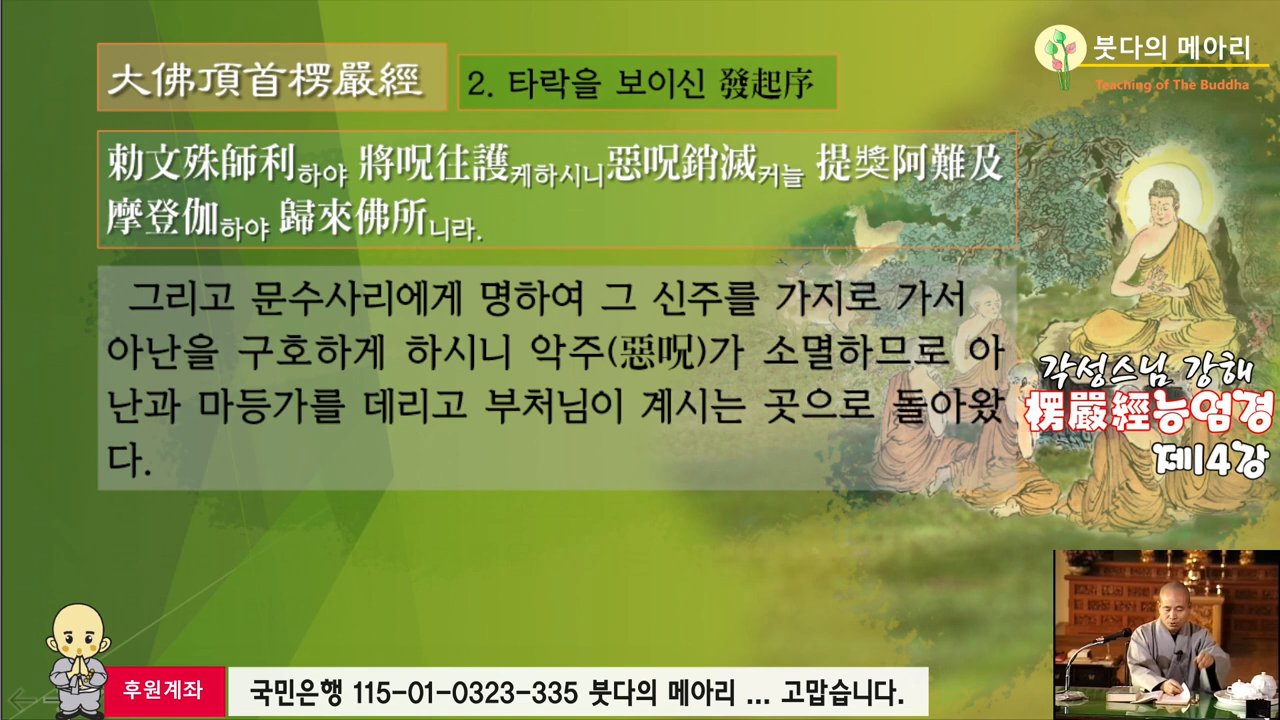 大佛頂首楞嚴經
2. 타락을 보이신 發起序
붓다의 메아리
Teaching of The Buddha
勅文殊師利하야 將呪往護케하시니惡呪銷滅커늘 提獎阿難及
摩登伽하야 歸來佛所니라.
그리고 문수사리에게 명하여 그 신주를 가지로 가서
아난을 구호하게 하시니 악주(惡呪)가 소멸하므로 아
난과 마등가를 데리고 부처님이 계시는 곳으로 돌아왔
다.
각성스님 강해
楞嚴經능엄경
제4강
후원계좌
국민은행 115-01-0323-335 붓다의 메아리 ... 고맙습니다.